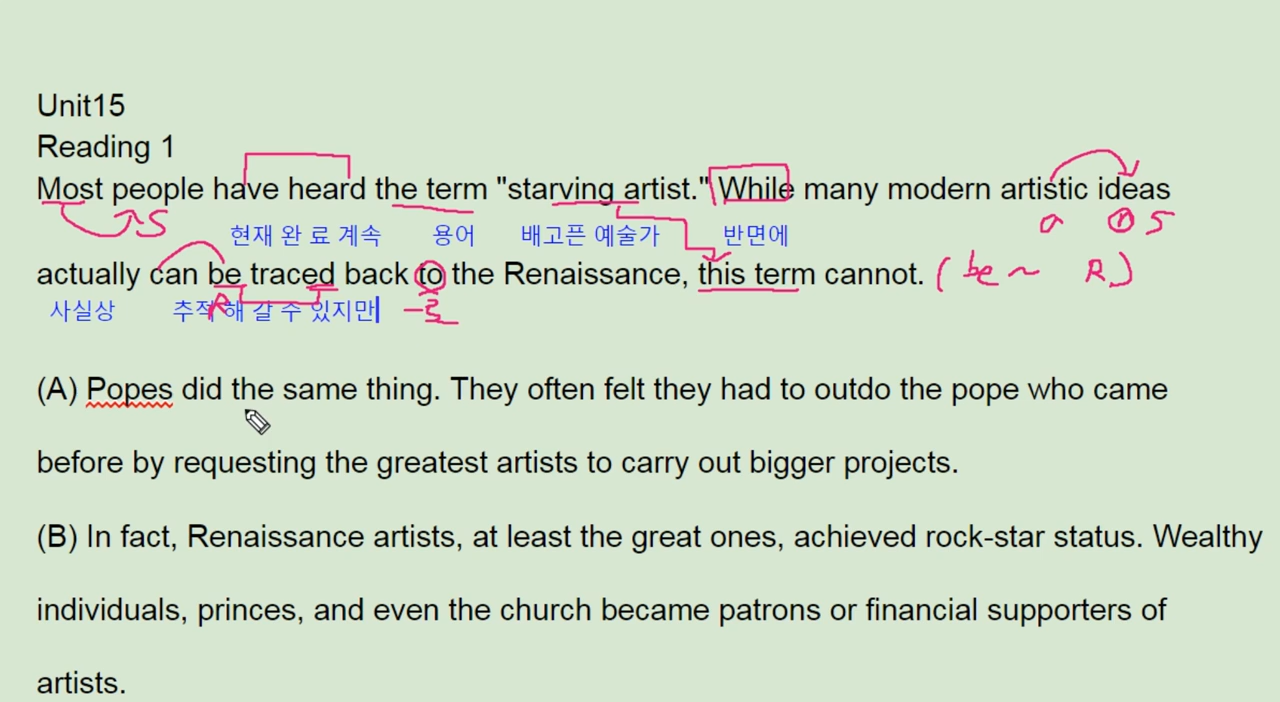 Unit15
Reading 1
Most people have heard the term "starving artist." While many modern artistic ideas
S 현재 완 료 계속 용어 배고픈 예술가 반면에 a n S
actually can be traced back to the Renaissance, this term cannot. (be ~ R)
사실상 추적해 갈 수 있지만 R -로
(A) Popes did the same thing. They often felt they had to outdo the pope who came
before by requesting the greatest artists to carry out bigger projects.
(B) In fact, Renaissance artists, at least the great ones, achieved rock-star status. Wealthy
individuals, princes, and even the church became patrons or financial supporters of
artists.